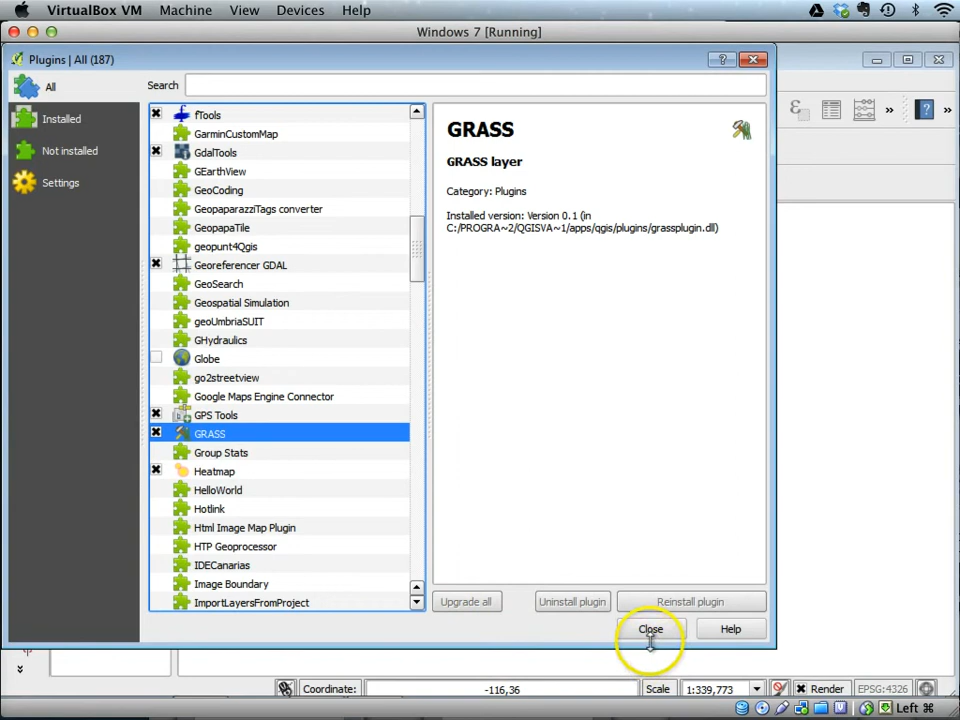 VirtualBox VM Machine View Devices Help
Windows 7 [Running]
Plugins | All (187)
All
Installed
Not installed
Settings
Search
fTools
GarminCustomMap
GdalTools
GEarthView
GeoCoding
GeopaparazziTags converter
GeopapaTile
geopunt4Qgis
Georeferencer GDAL
GeoSearch
Geospatial Simulation
geoUmbriaSUIT
GHydraulics
Globe
go2streetview
Google Maps Engine Connector
GPS Tools
GRASS
Group Stats
Heatmap
HelloWorld
Hotlink
Html Image Map Plugin
HTP Geoprocessor
IDECanarias
Image Boundary
ImportLayersFromProject
GRASS
GRASS layer
Category: Plugins
Installed version: Version 0.1 (in
C:/PROGRA~2/QGISVA~1/apps/qgis/plugins/grassplugin.dll)
Upgrade all Uninstall plugin Reinstall plugin
Close Help
Coordinate: -116,36 Scale 1:339,773 Render EPSG:4326
Left ⌘